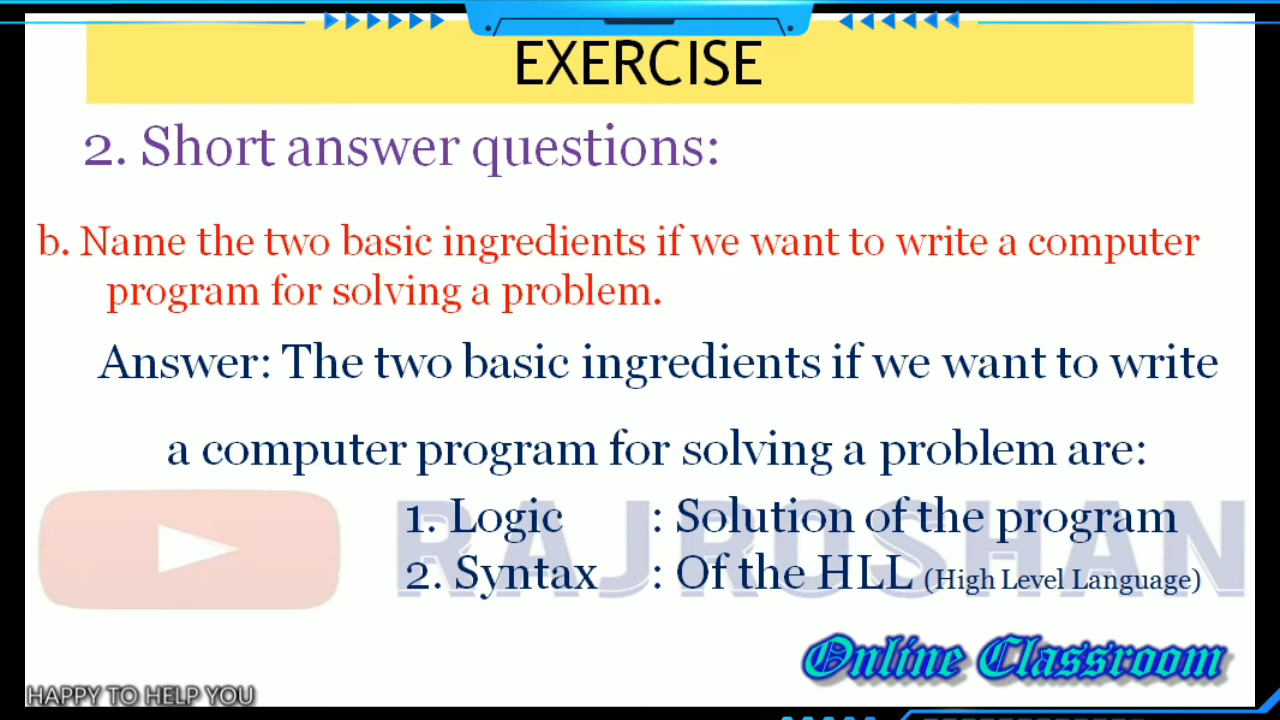 EXERCISE
2. Short answer questions:
b. Name the two basic ingredients if we want to write a computer
program for solving a problem.
Answer: The two basic ingredients if we want to write
a computer program for solving a problem are:
RAJROSHAN
1. Logic : Solution of the program
2. Syntax : Of the HLL (High Level Language)
Online Classroom
HAPPY TO HELP YOU